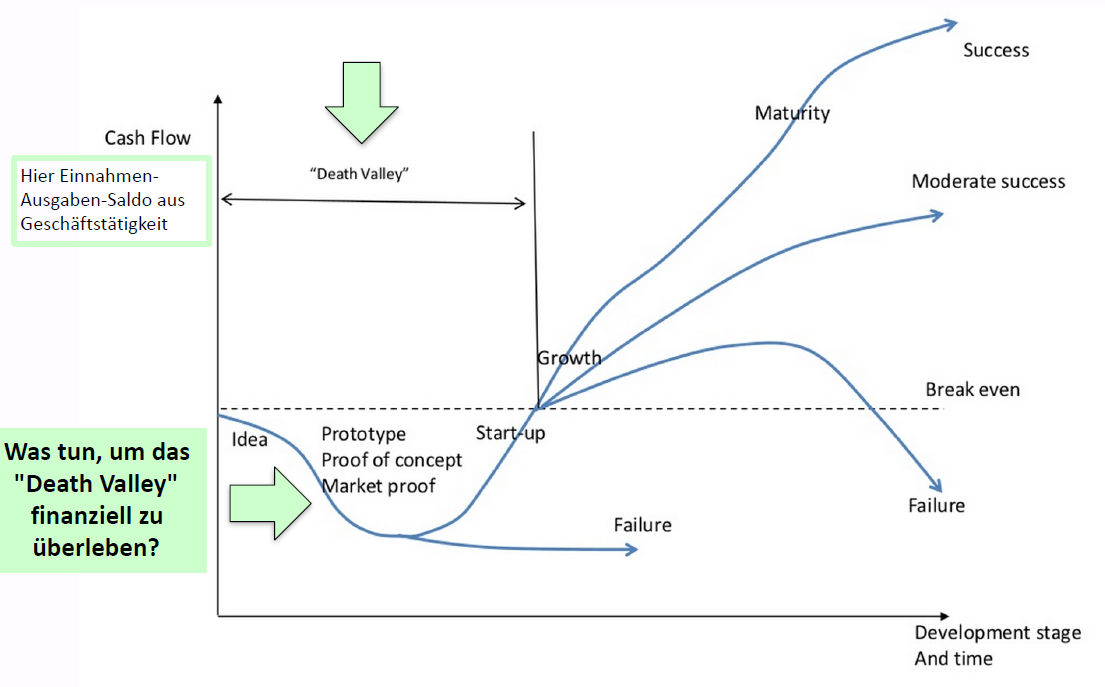 Success
Maturity
Cash Flow
Hier Einnahmen-
Ausgaben-Saldo aus
Geschäftstätigkeit
“Death Valley”
Moderate success
Growth
Break even
Idea
Prototype
Proof of concept
Market proof
Start-up
Was tun, um das
"Death Valley"
finanziell zu
überleben?
Failure
Failure
Development stage
And time